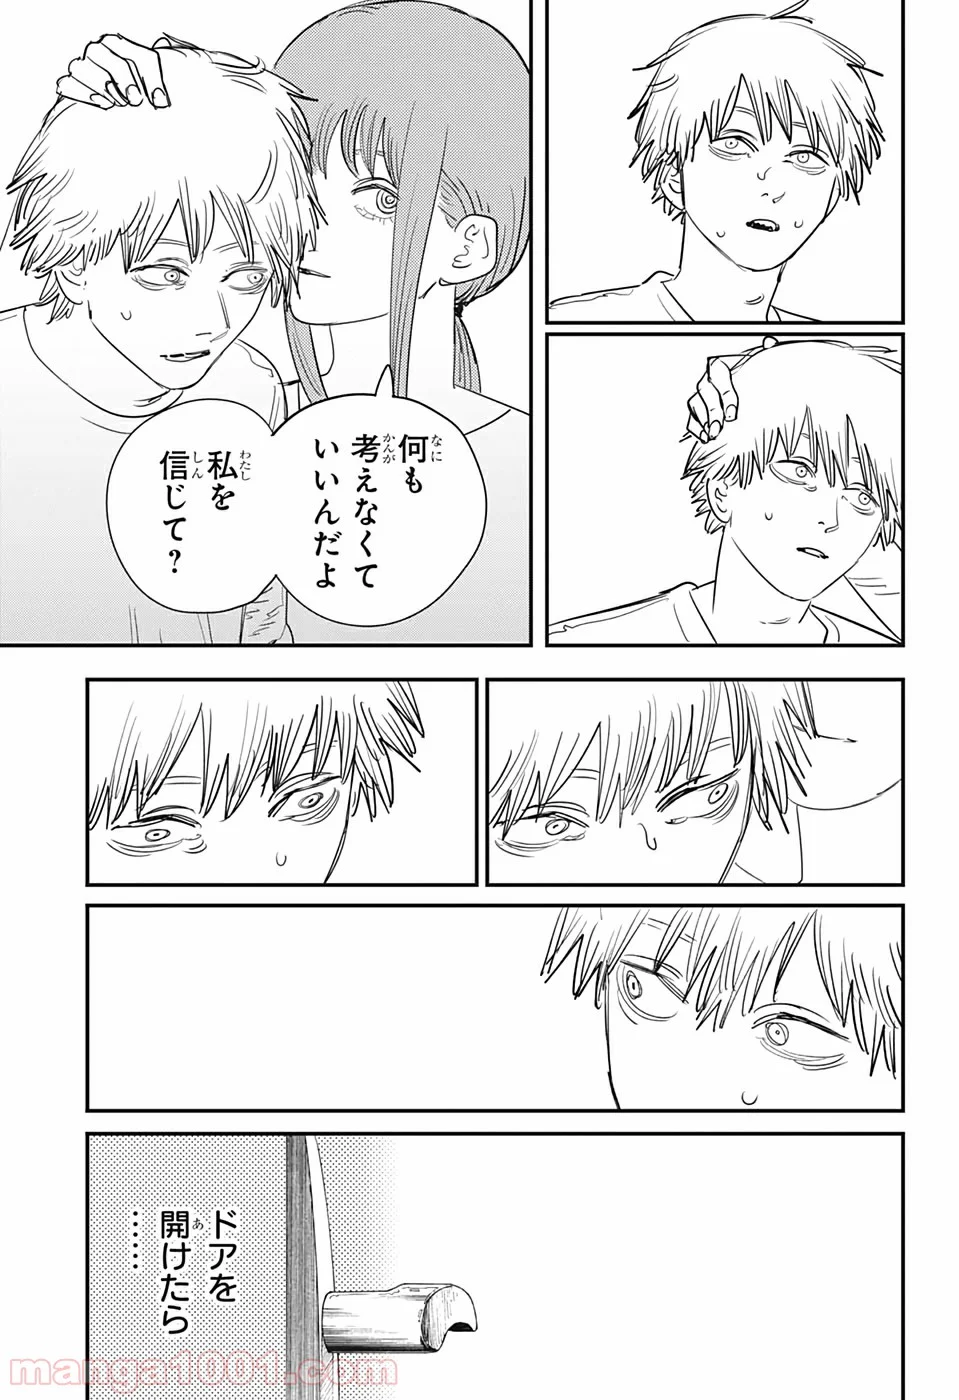 何も
考えなくて
いいんだよ
私を
信じて？
ドアを
開けたら
……
manga1001.com